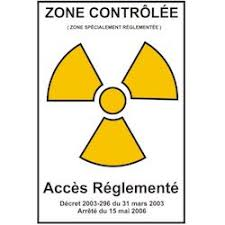 ZONE CONTRÔLÉE
( ZONE SPÉCIALEMENT RÉGLEMENTÉE )
Accès Réglementé
Décret 2003-296 du 31 mars 2003
Arrêté du 15 mai 2006